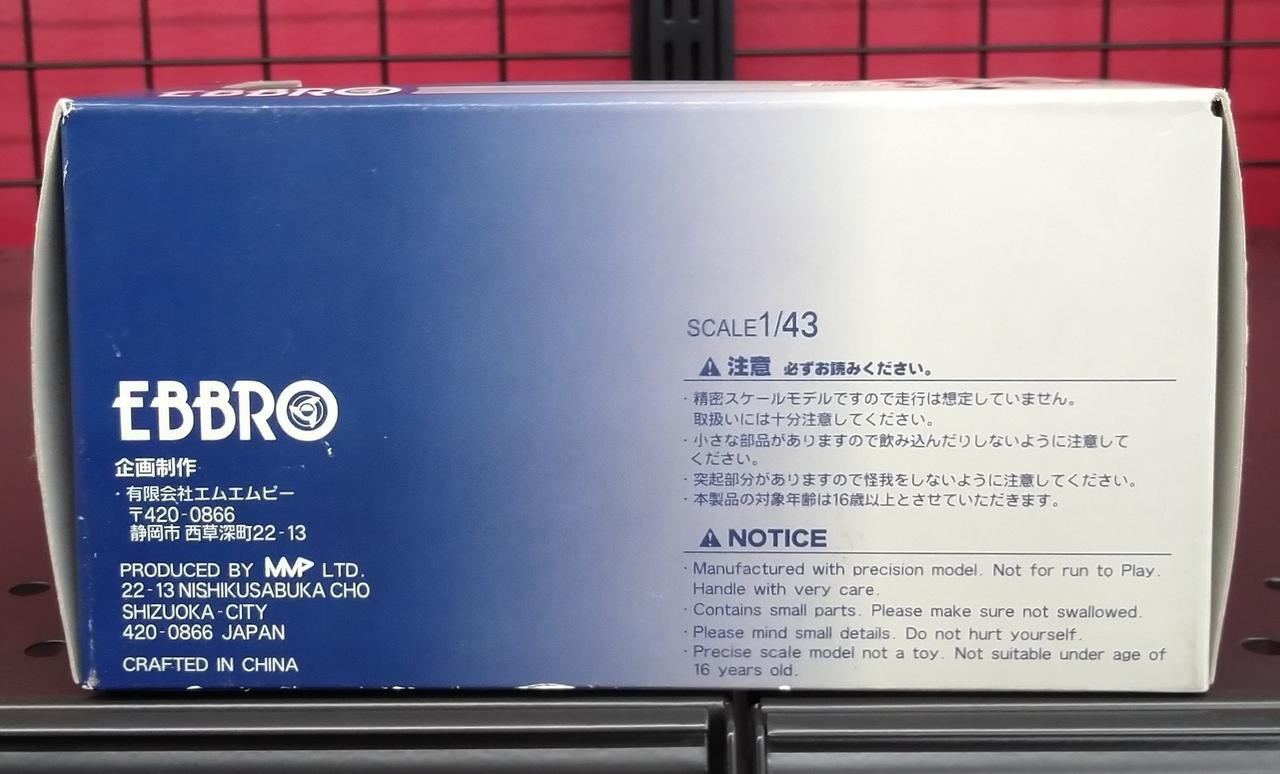 EBBRO
EBBRO
企画制作
・有限会社エムエムピー
〒420-0866
静岡市 西草深町22-13
PRODUCED BY MMP LTD.
22-13 NISHIKUSABUKA CHO
SHIZUOKA-CITY
420-0866 JAPAN
CRAFTED IN CHINA
SCALE1/43
注意 必ずお読みください。
・精密スケールモデルですので走行は想定していません。
取扱いには十分注意してください。
・小さな部品がありますので飲み込んだりしないように注意して
ください。
・突起部分がありますので怪我をしないように注意してください。
・本製品の対象年齢は16歳以上とさせていただきます。
NOTICE
・Manufactured with precision model. Not for run to Play.
Handle with very care.
・Contains small parts. Please make sure not swallowed.
・Please mind small details. Do not hurt yourself.
・Precise scale model not a toy. Not suitable under age of
16 years old.